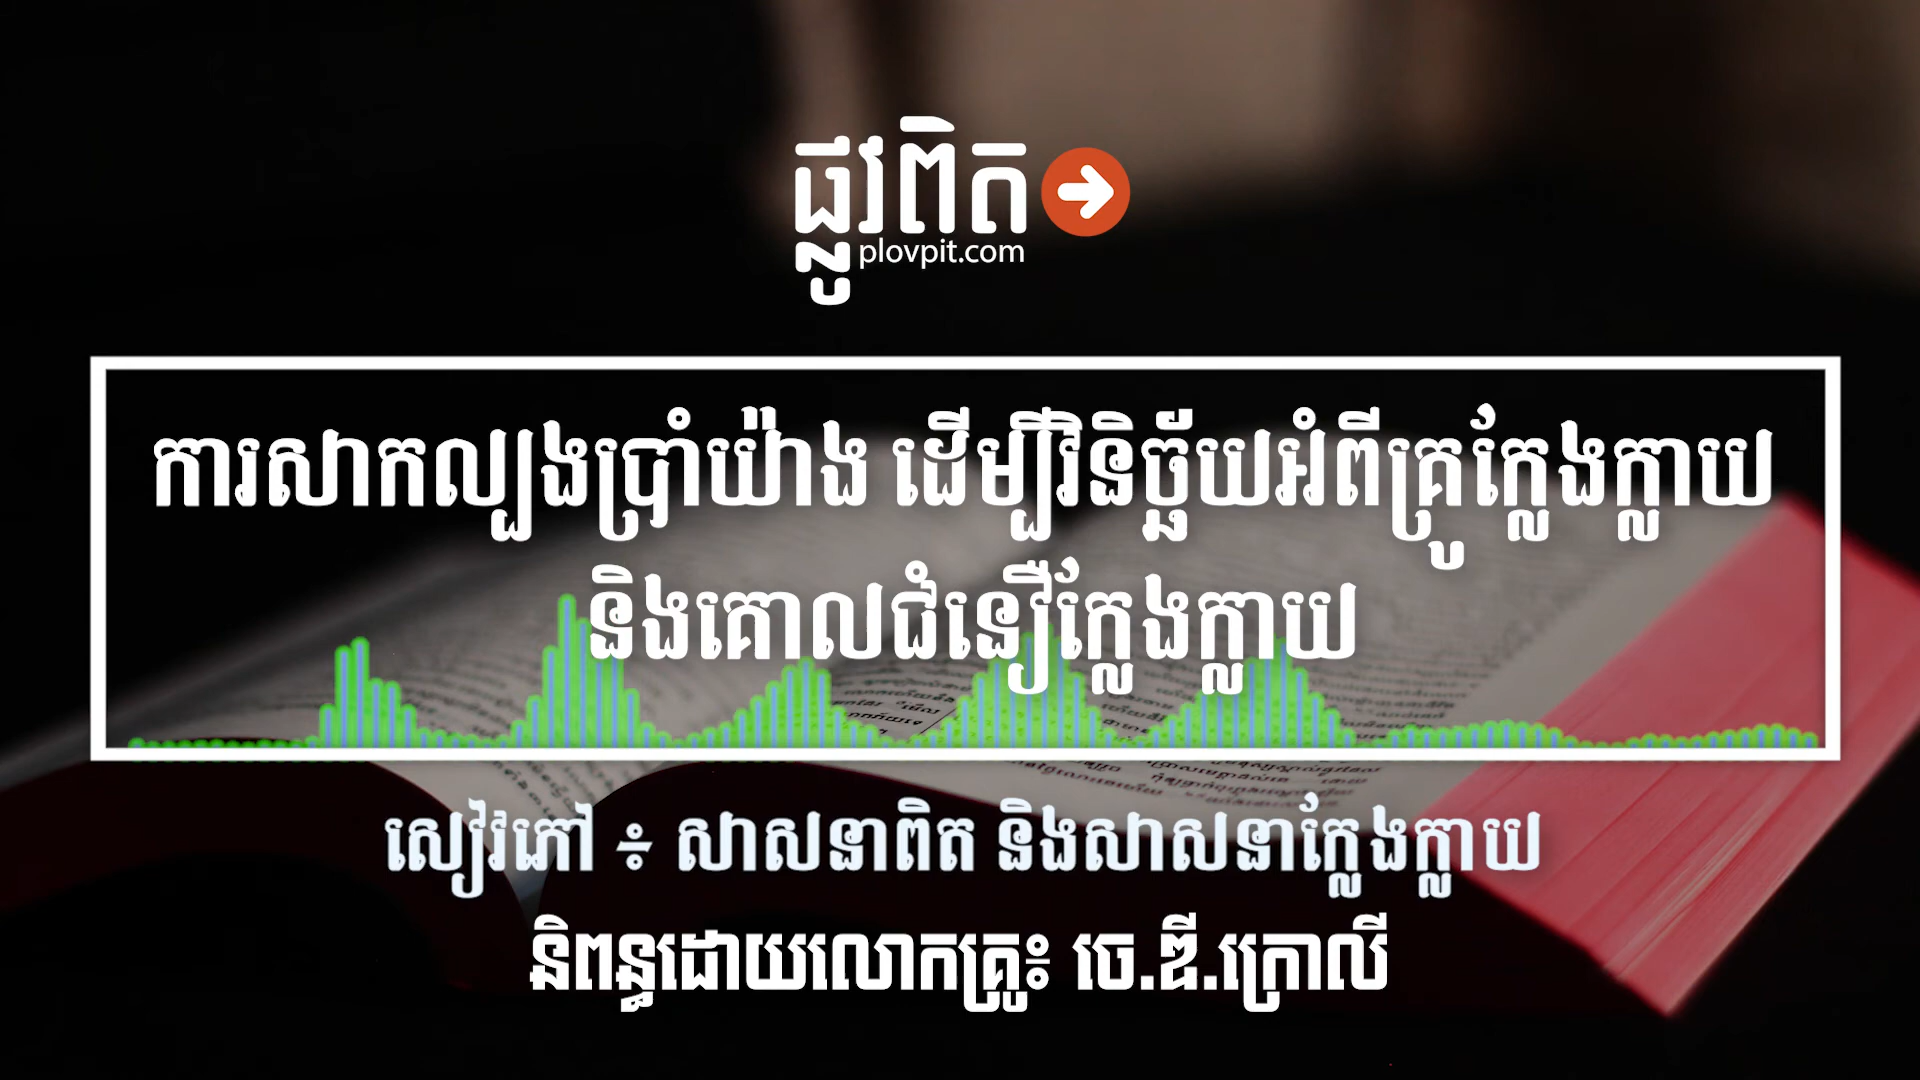 ផ្លូវពិត
plovpit.com
ការសាកល្បងប្រាំយ៉ាង ដើម្បីវិនិច្ឆ័យអំពីគ្រូក្លែងក្លាយ
និងគោលជំនឿក្លែងក្លាយ
សៀវភៅ ៖ សាសនាពិត និងសាសនាក្លែងក្លាយ
និពន្ធដោយលោកគ្រូ៖ ចេ.ឌី.ក្រោលី